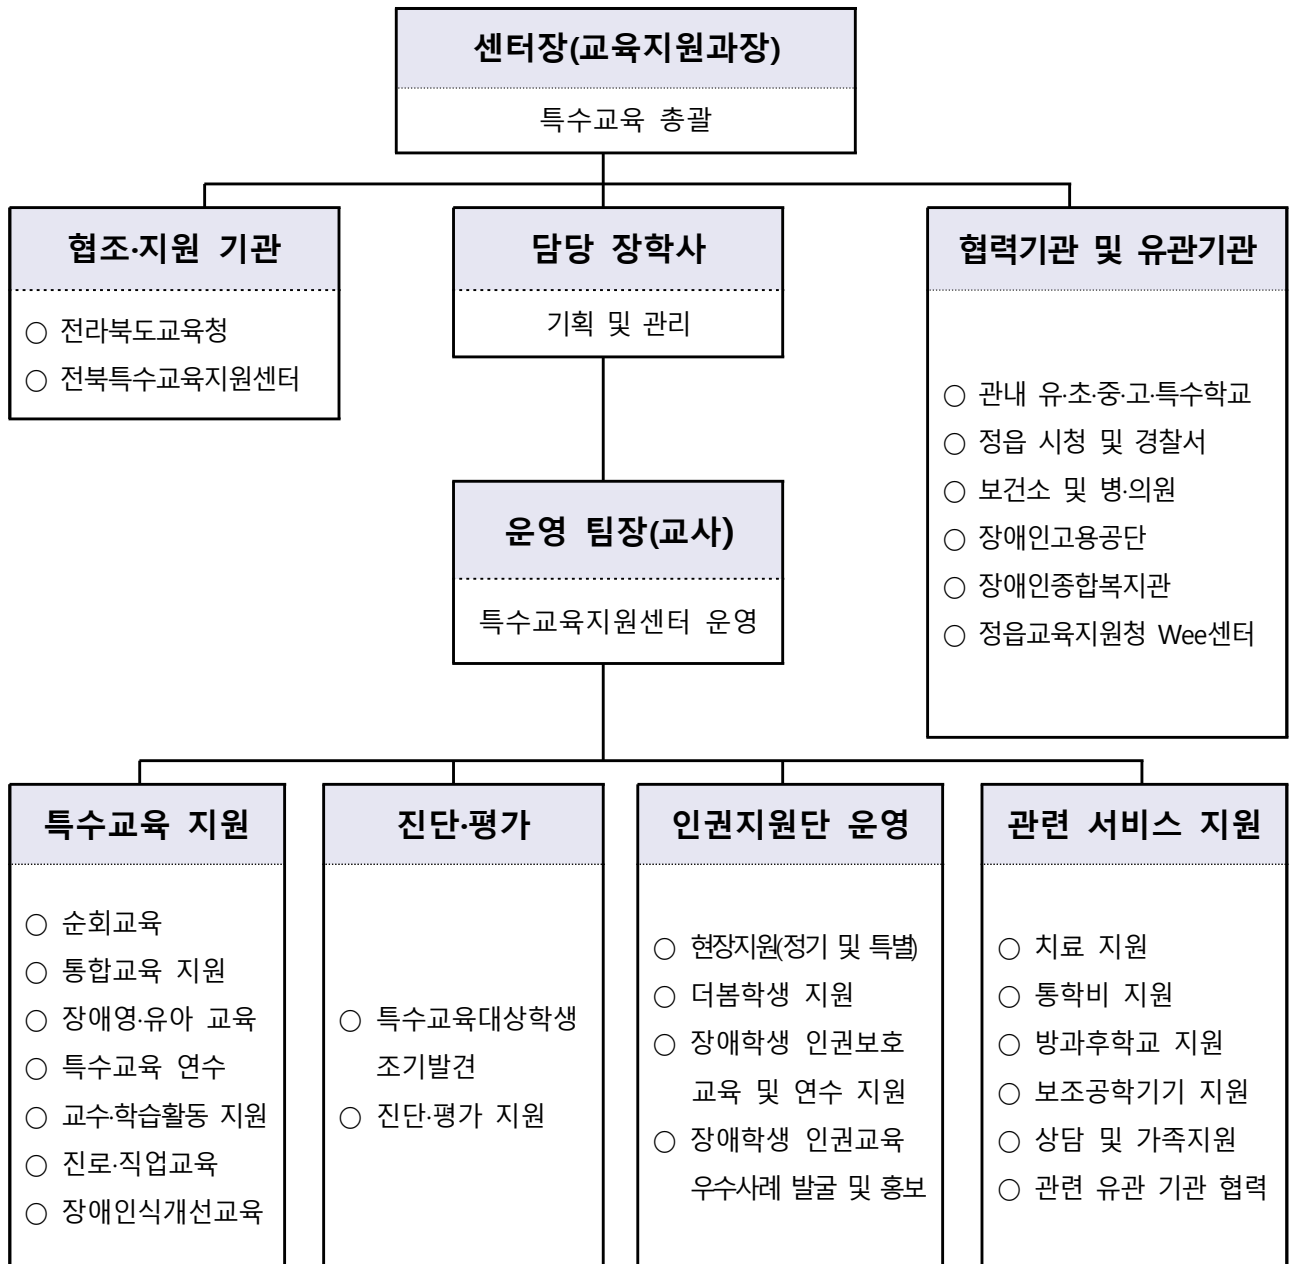 센터장(교육지원과장)
특수교육 총괄
협조·지원 기관
○ 전라북도교육청
○ 전북특수교육지원센터
담당 장학사
기획 및 관리
협력기관 및 유관기관
○ 관내 유·초·중·고·특수학교
○ 정읍 시청 및 경찰서
○ 보건소 및 병·의원
○ 장애인고용공단
○ 장애인종합복지관
○ 정읍교육지원청 Wee센터
운영 팀장(교사)
특수교육지원센터 운영
특수교육 지원
○ 순회교육
○ 통합교육 지원
○ 장애영·유아 교육
○ 특수교육 연수
○ 교수·학습활동 지원
○ 진로·직업교육
○ 장애인식개선교육
진단·평가
○ 특수교육대상학생
조기발견
○ 진단·평가 지원
인권지원단 운영
○ 현장지원(정기 및 특별)
○ 더봄학생 지원
○ 장애학생 인권보호
교육 및 연수 지원
○ 장애학생 인권교육
우수사례 발굴 및 홍보
관련 서비스 지원
○ 치료 지원
○ 통학비 지원
○ 방과후학교 지원
○ 보조공학기기 지원
○ 상담 및 가족지원
○ 관련 유관 기관 협력